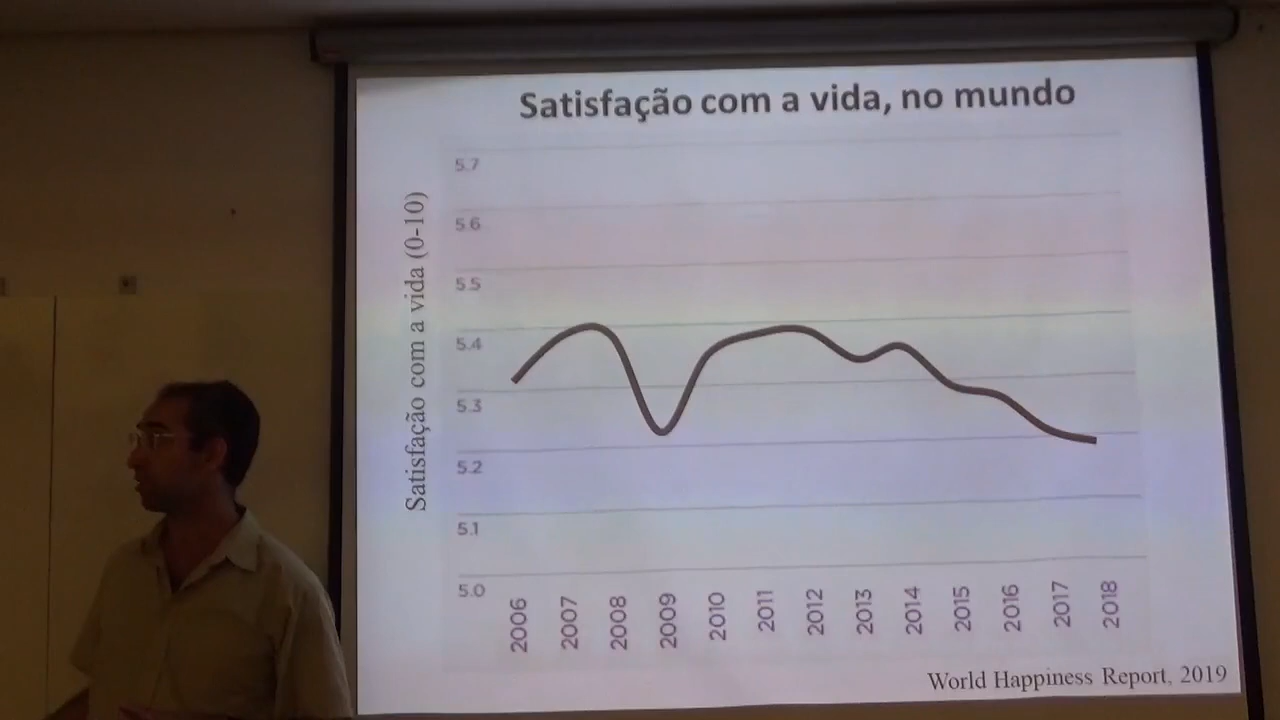 Satisfação com a vida, no mundo
Satisfação com a vida (0-10)
5.7
5.6
5.5
5.4
5.3
5.2
5.1
5.0
2006 2007 2008 2009 2010 2011 2012 2013 2014 2015 2016 2017 2018
World Happiness Report, 2019